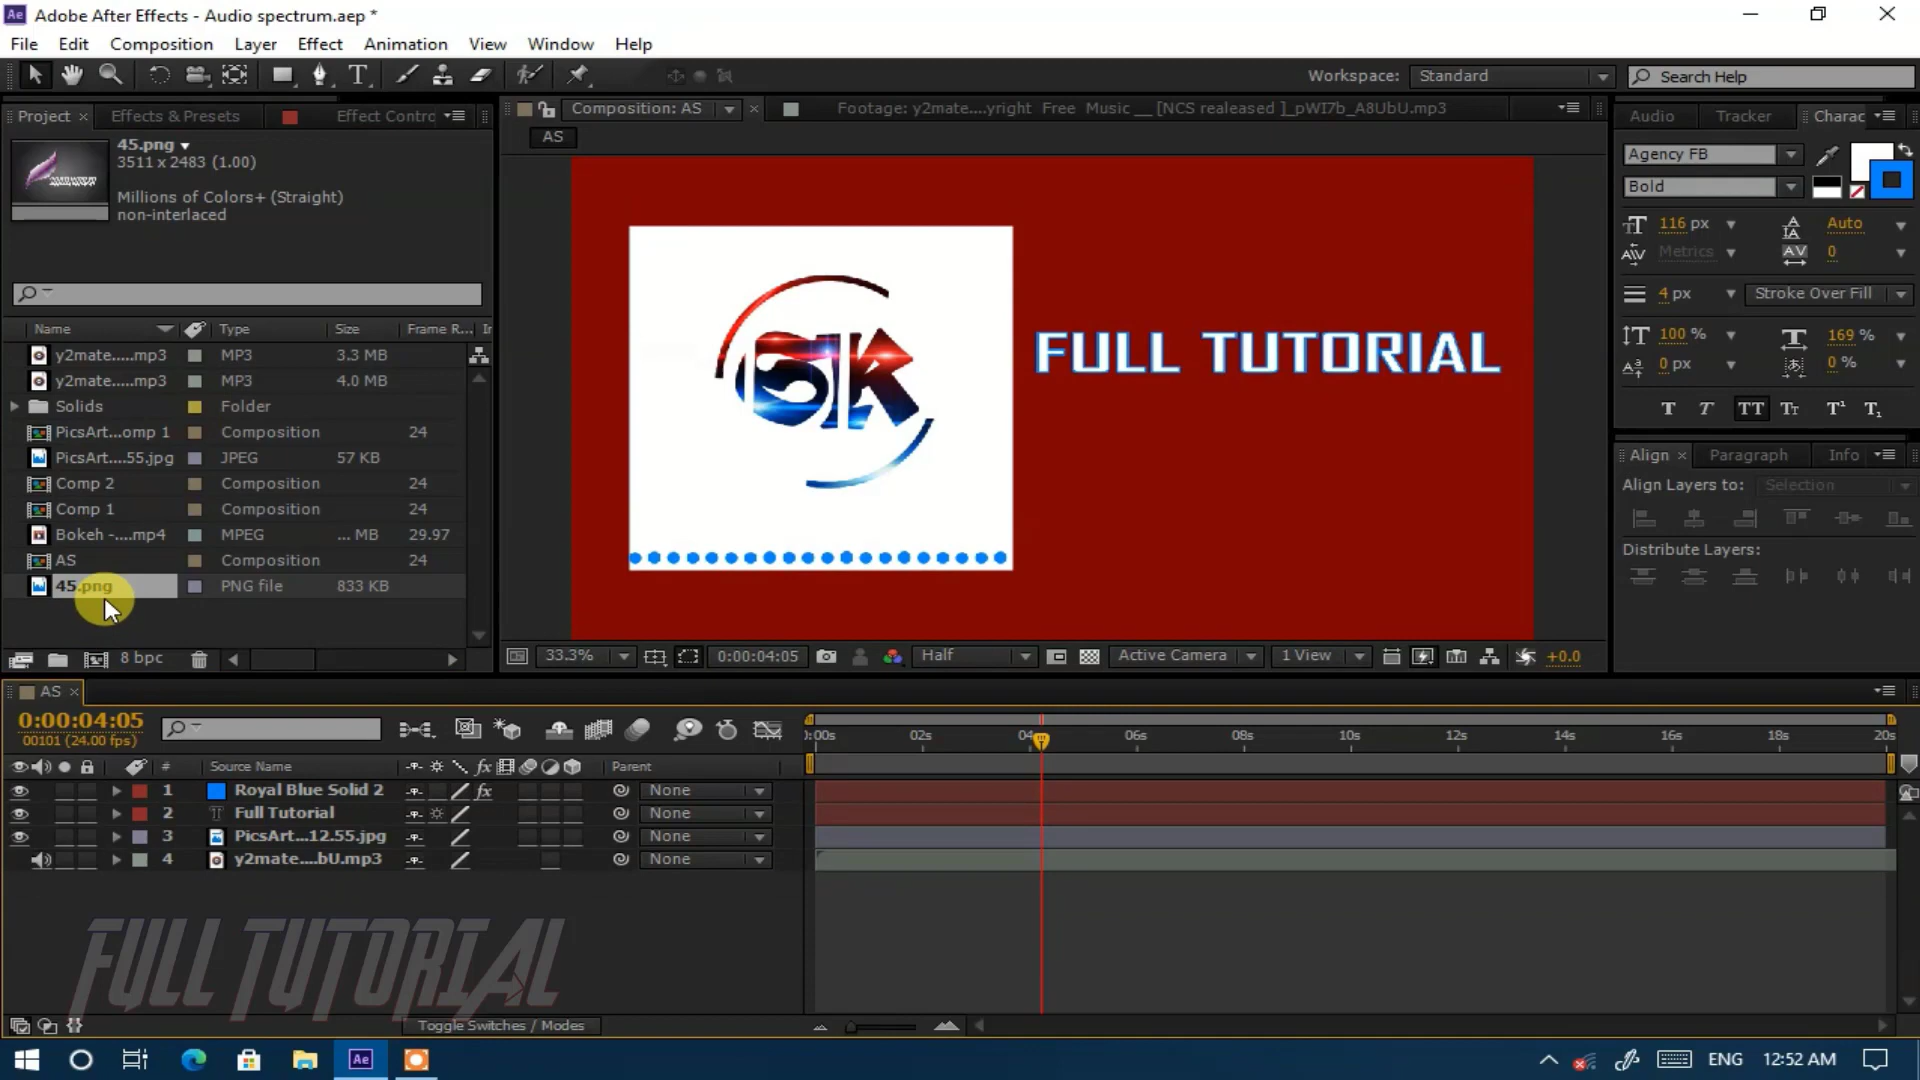 Adobe After Effects - Audio spectrum.aep *
File Edit Composition Layer Effect Animation View Window Help
Workspace: Standard Search Help
Project Effects & Presets Effect Contro
Composition: AS Footage: y2mate....yright Free Music __ [NCS realeased ]_pWI7b_A8UbU.mp3
Audio Tracker Charac
AS
45.png
3511 x 2483 (1.00)
Millions of Colors+ (Straight)
non-interlaced
Name Type Size Frame R... In
y2mate.....mp3 MP3 3.3 MB
y2mate.....mp3 MP3 4.0 MB
Solids Folder
PicsArt...omp 1 Composition 24
PicsArt....55.jpg JPEG 57 KB
Comp 2 Composition 24
Comp 1 Composition 24
Bokeh -....mp4 MPEG ... MB 29.97
AS Composition 24
45.png PNG file 833 KB
8 bpc
SK
FULL TUTORIAL
33.3% 0:00:04:05 Half Active Camera 1 View +0.0
Agency FB
Bold
116 px Auto
Metrics 0
4 px Stroke Over Fill
100 % 169 %
0 px 0 %
T T TT Tt T¹ T₁
Align Paragraph Info
Align Layers to: Selection
Distribute Layers:
AS
0:00:04:05
00101 (24.00 fps)
:00s 02s 04 06s 08s 10s 12s 14s 16s 18s 20s
# Source Name fx Parent
1 Royal Blue Solid 2 fx None
2 T Full Tutorial None
3 PicsArt...12.55.jpg None
4 y2mate....bU.mp3 None
FULL TUTORIAL
Toggle Switches / Modes
Ae ENG 12:52 AM